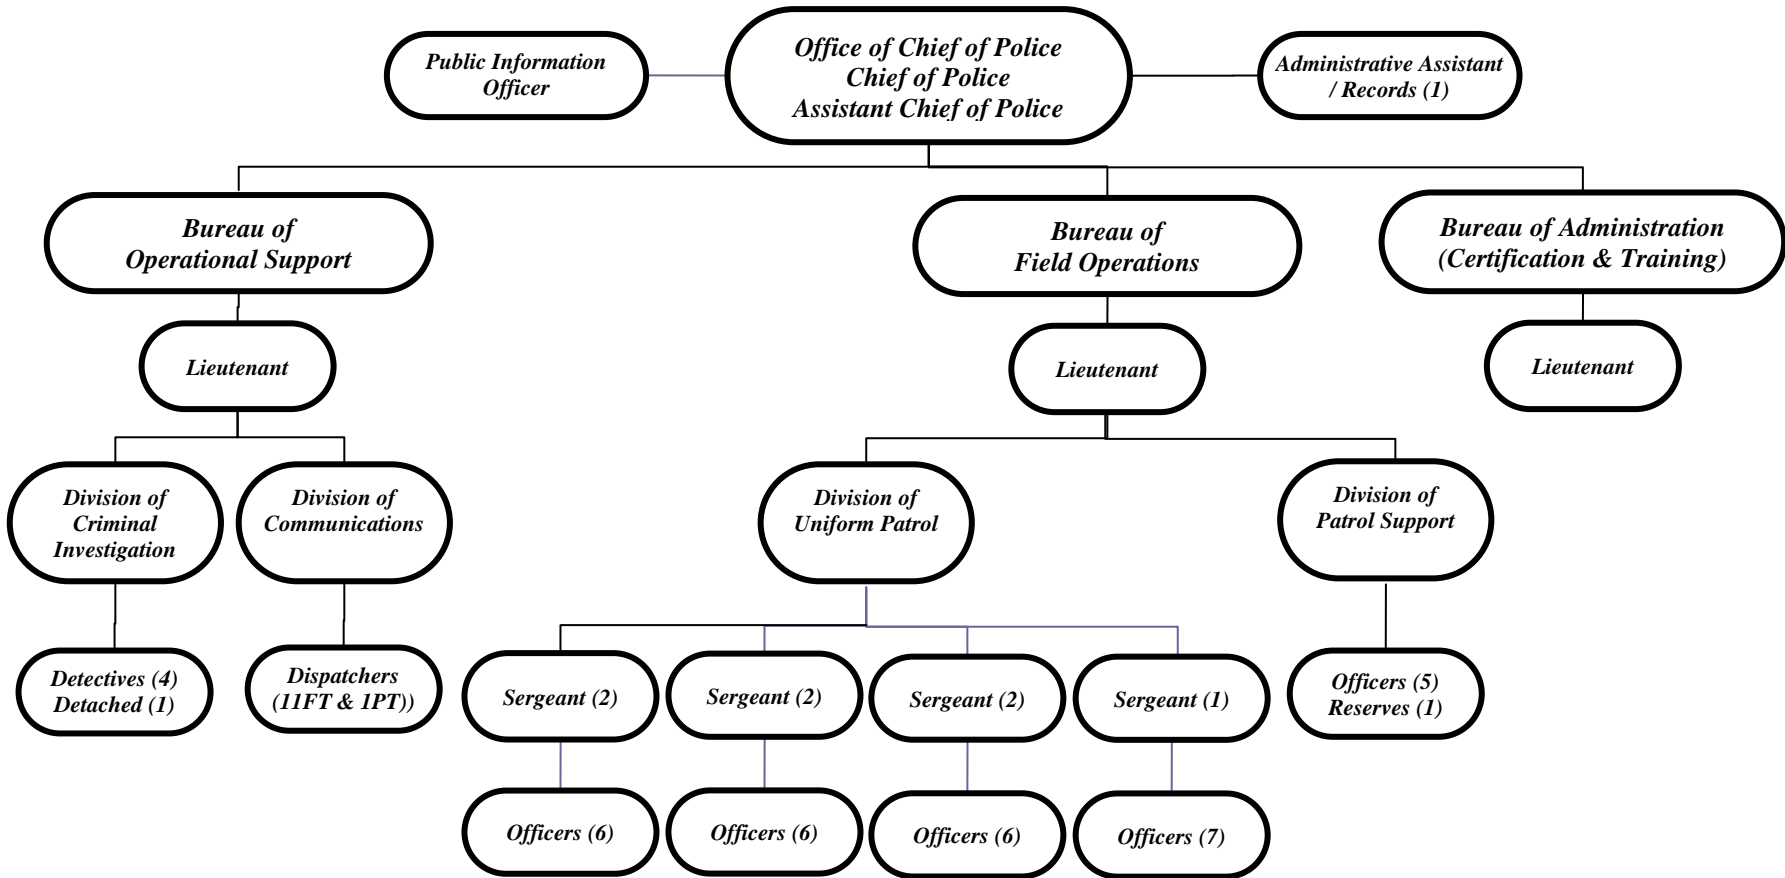 Public Information
Officer
Office of Chief of Police
Chief of Police
Assistant Chief of Police
Administrative Assistant
/ Records (1)
Bureau of
Operational Support
Bureau of
Field Operations
Bureau of Administration
(Certification & Training)
Lieutenant
Lieutenant
Lieutenant
Division of
Criminal
Investigation
Division of
Communications
Division of
Uniform Patrol
Division of
Patrol Support
Detectives (4)
Detached (1)
Dispatchers
(11FT & 1PT))
Sergeant (2)
Sergeant (2)
Sergeant (2)
Sergeant (1)
Officers (5)
Reserves (1)
Officers (6)
Officers (6)
Officers (6)
Officers (7)